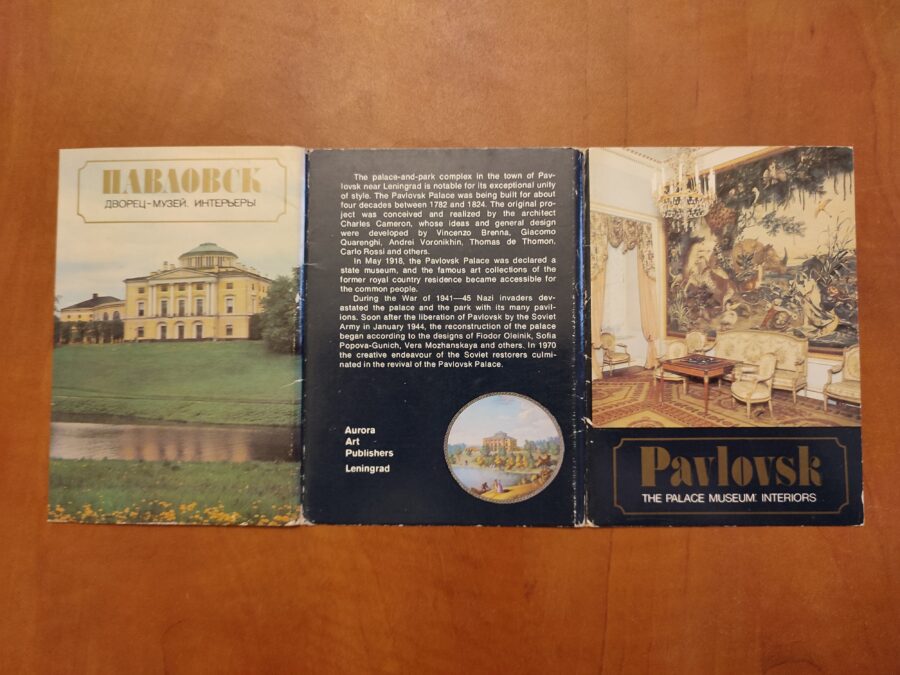 ПАВЛОВСК
ДВОРЕЦ-МУЗЕЙ. ИНТЕРЬЕРЫ
The palace-and-park complex in the town of Pav-
lovsk near Leningrad is notable for its exceptional unity
of style. The Pavlovsk Palace was being built for about
four decades between 1782 and 1824. The original pro-
ject was conceived and realized by the architect
Charles Cameron, whose ideas and general design
were developed by Vincenzo Brenna, Giacomo
Quarenghi, Andrei Voronikhin, Thomas de Thomon,
Carlo Rossi and others.
In May 1918, the Pavlovsk Palace was declared a
state museum, and the famous art collections of the
former royal country residence became accessible for
the common people.
During the War of 1941—45 Nazi invaders dev-
astated the palace and the park with its many pavil-
ions. Soon after the liberation of Pavlovsk by the Soviet
Army in January 1944, the reconstruction of the palace
began according to the designs of Fiodor Oleinik, Sofia
Popova-Gunich, Vera Mozhanskaya and others. In 1970
the creative endeavour of the Soviet restorers culmi-
nated in the revival of the Pavlovsk Palace.
Aurora
Art
Publishers
Leningrad
Pavlovsk
THE PALACE MUSEUM: INTERIORS